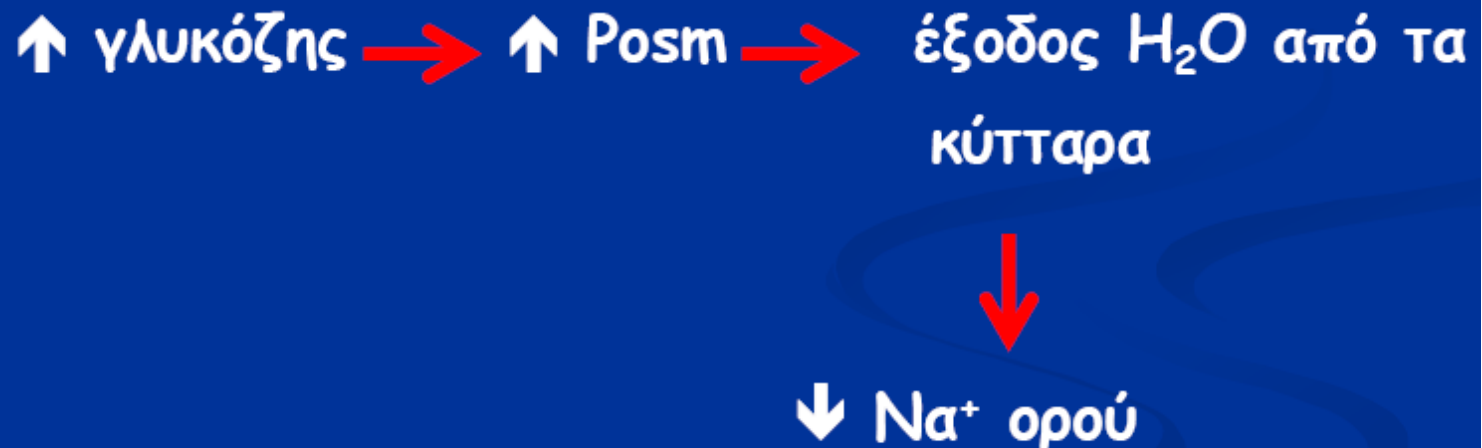 ↑ γλυκόζης → ↑ Posm → έξοδος H₂O από τα
κύτταρα
↓
↓ Να⁺ ορού